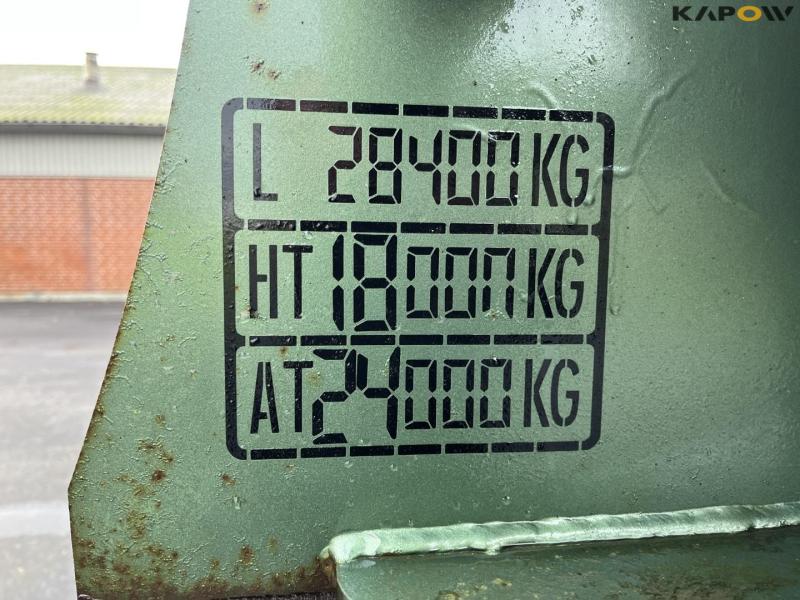 KAPOW
L 28400 KG
HT 18000 KG
AT 24000 KG